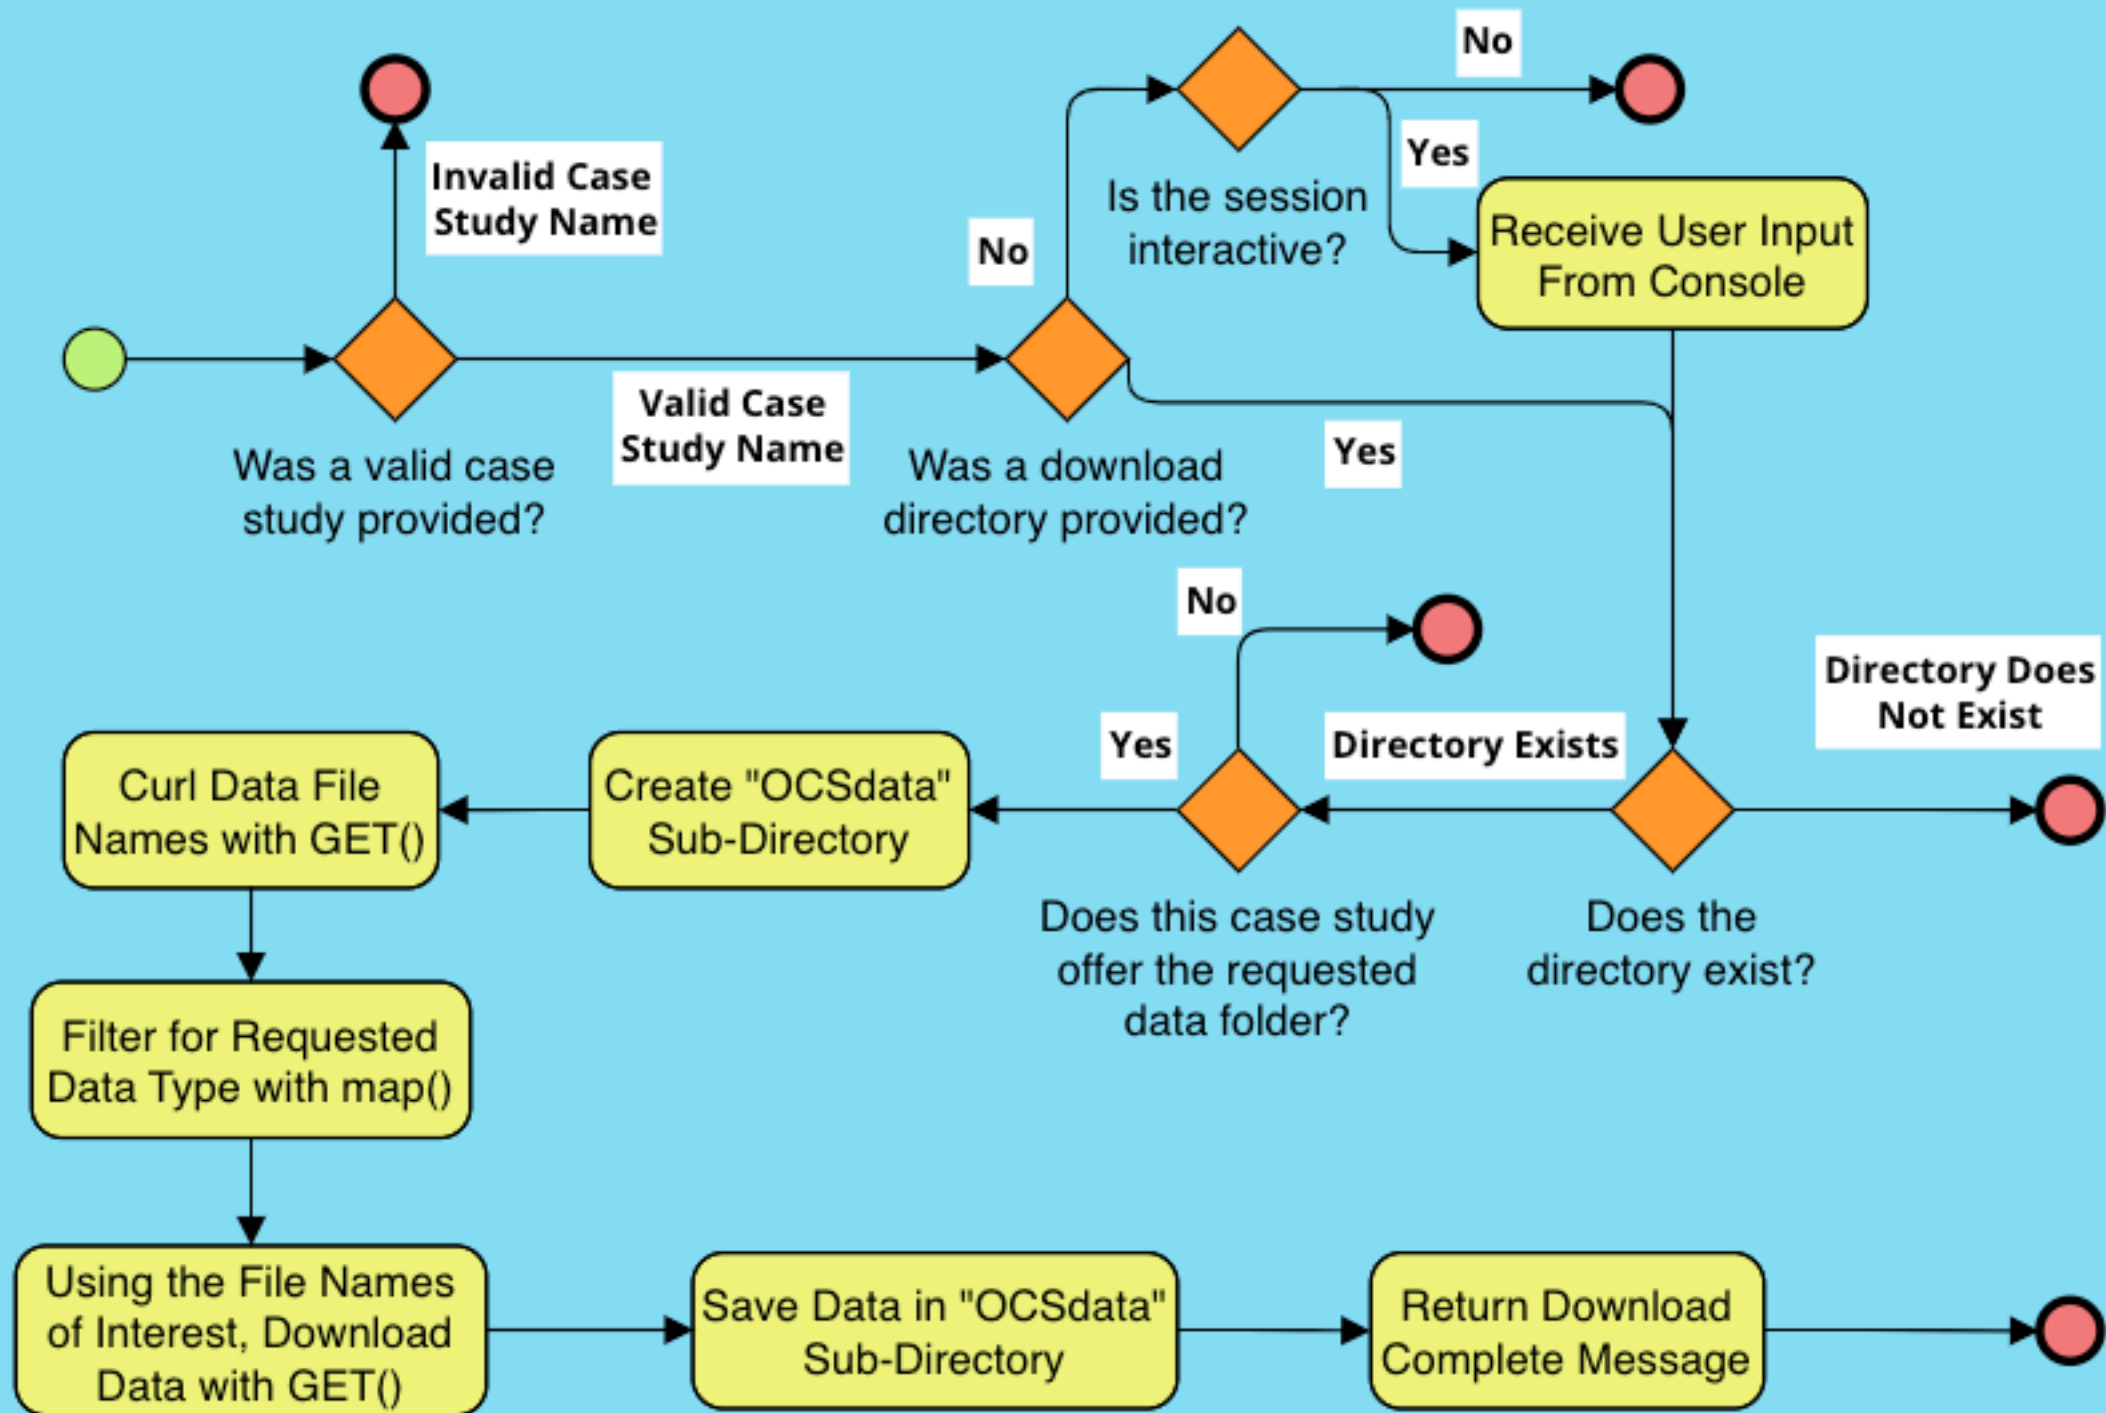 No
Invalid Case
Study Name
Yes
Is the session
interactive?
Receive User Input
From Console
No
Valid Case
Study Name
Was a valid case
study provided?
Was a download
directory provided?
Yes
No
Directory Does
Not Exist
Yes
Directory Exists
Curl Data File
Names with GET()
Create "OCSdata"
Sub-Directory
Does this case study
offer the requested
data folder?
Does the
directory exist?
Filter for Requested
Data Type with map()
Using the File Names
of Interest, Download
Data with GET()
Save Data in "OCSdata"
Sub-Directory
Return Download
Complete Message